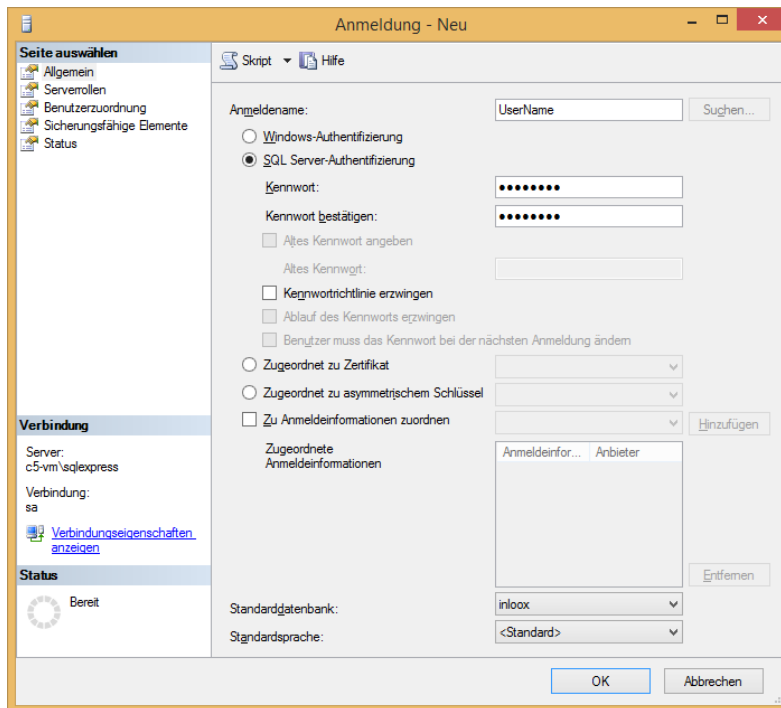 Anmeldung - Neu
Seite auswählen
Allgemein
Serverrollen
Benutzerzuordnung
Sicherungsfähige Elemente
Status
Skript
Hilfe
Anmeldename:
UserName
Suchen...
Windows-Authentifizierung
SQL Server-Authentifizierung
Kennwort:
••••••••
Kennwort bestätigen:
••••••••
Altes Kennwort angeben
Altes Kennwort:
Kennwortrichtlinie erzwingen
Ablauf des Kennworts erzwingen
Benutzer muss das Kennwort bei der nächsten Anmeldung ändern
Zugeordnet zu Zertifikat
Zugeordnet zu asymmetrischem Schlüssel
Zu Anmeldeinformationen zuordnen
Hinzufügen
Zugeordnete
Anmeldeinformationen
Anmeldeinfor... Anbieter
Entfernen
Standarddatenbank:
inloox
Standardsprache:
<Standard>
Verbindung
Server:
c5-vm\sqlexpress
Verbindung:
sa
Verbindungseigenschaften
anzeigen
Status
Bereit
OK
Abbrechen